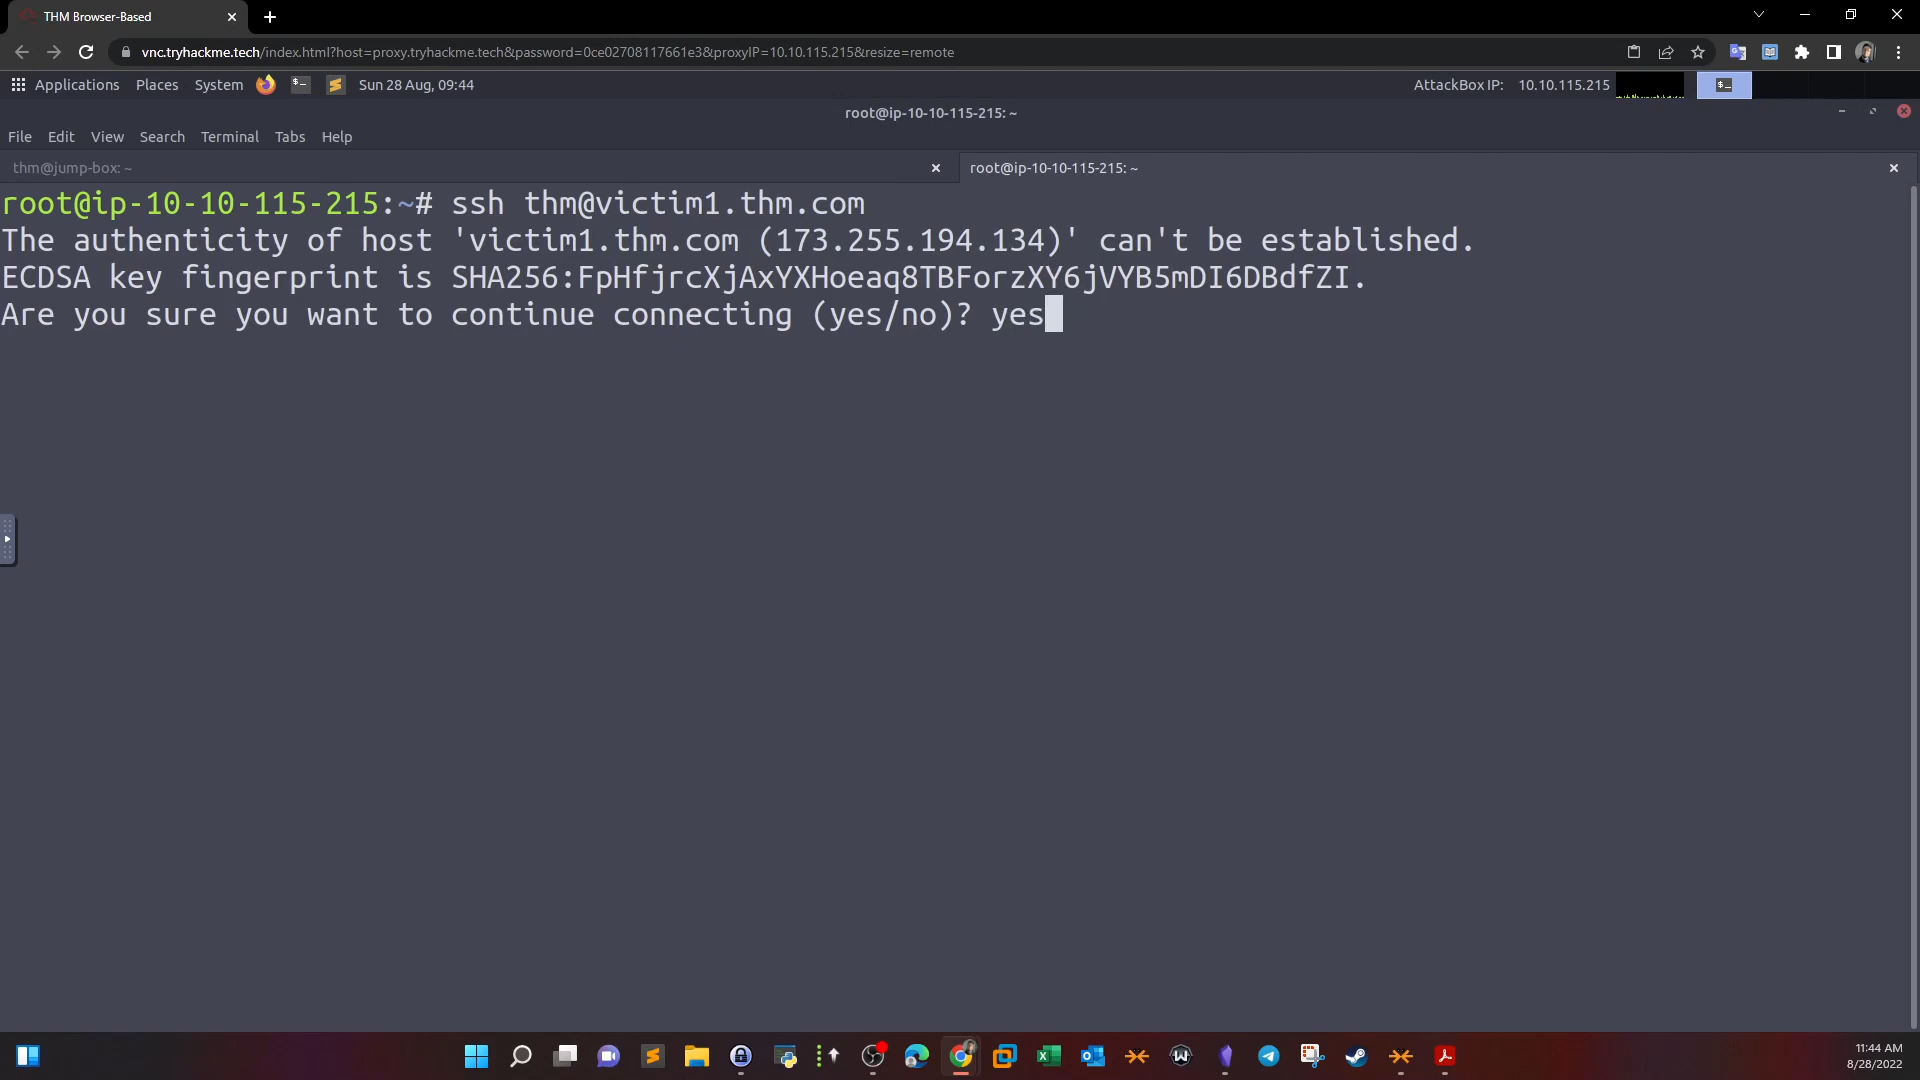 THM Browser-Based
vnc.tryhackme.tech/index.html?host=proxy.tryhackme.tech&password=0ce02708117661e3&proxyIP=10.10.115.215&resize=remote
Applications Places System Sun 28 Aug, 09:44 AttackBox IP: 10.10.115.215
root@ip-10-10-115-215: ~
File Edit View Search Terminal Tabs Help
thm@jump-box: ~ root@ip-10-10-115-215: ~
root@ip-10-10-115-215:~# ssh thm@victim1.thm.com
The authenticity of host 'victim1.thm.com (173.255.194.134)' can't be established.
ECDSA key fingerprint is SHA256:FpHfjrcXjAxYXHoeaq8TBForzXY6jVYB5mDI6DBdfZI.
Are you sure you want to continue connecting (yes/no)? yes
11:44 AM
8/28/2022